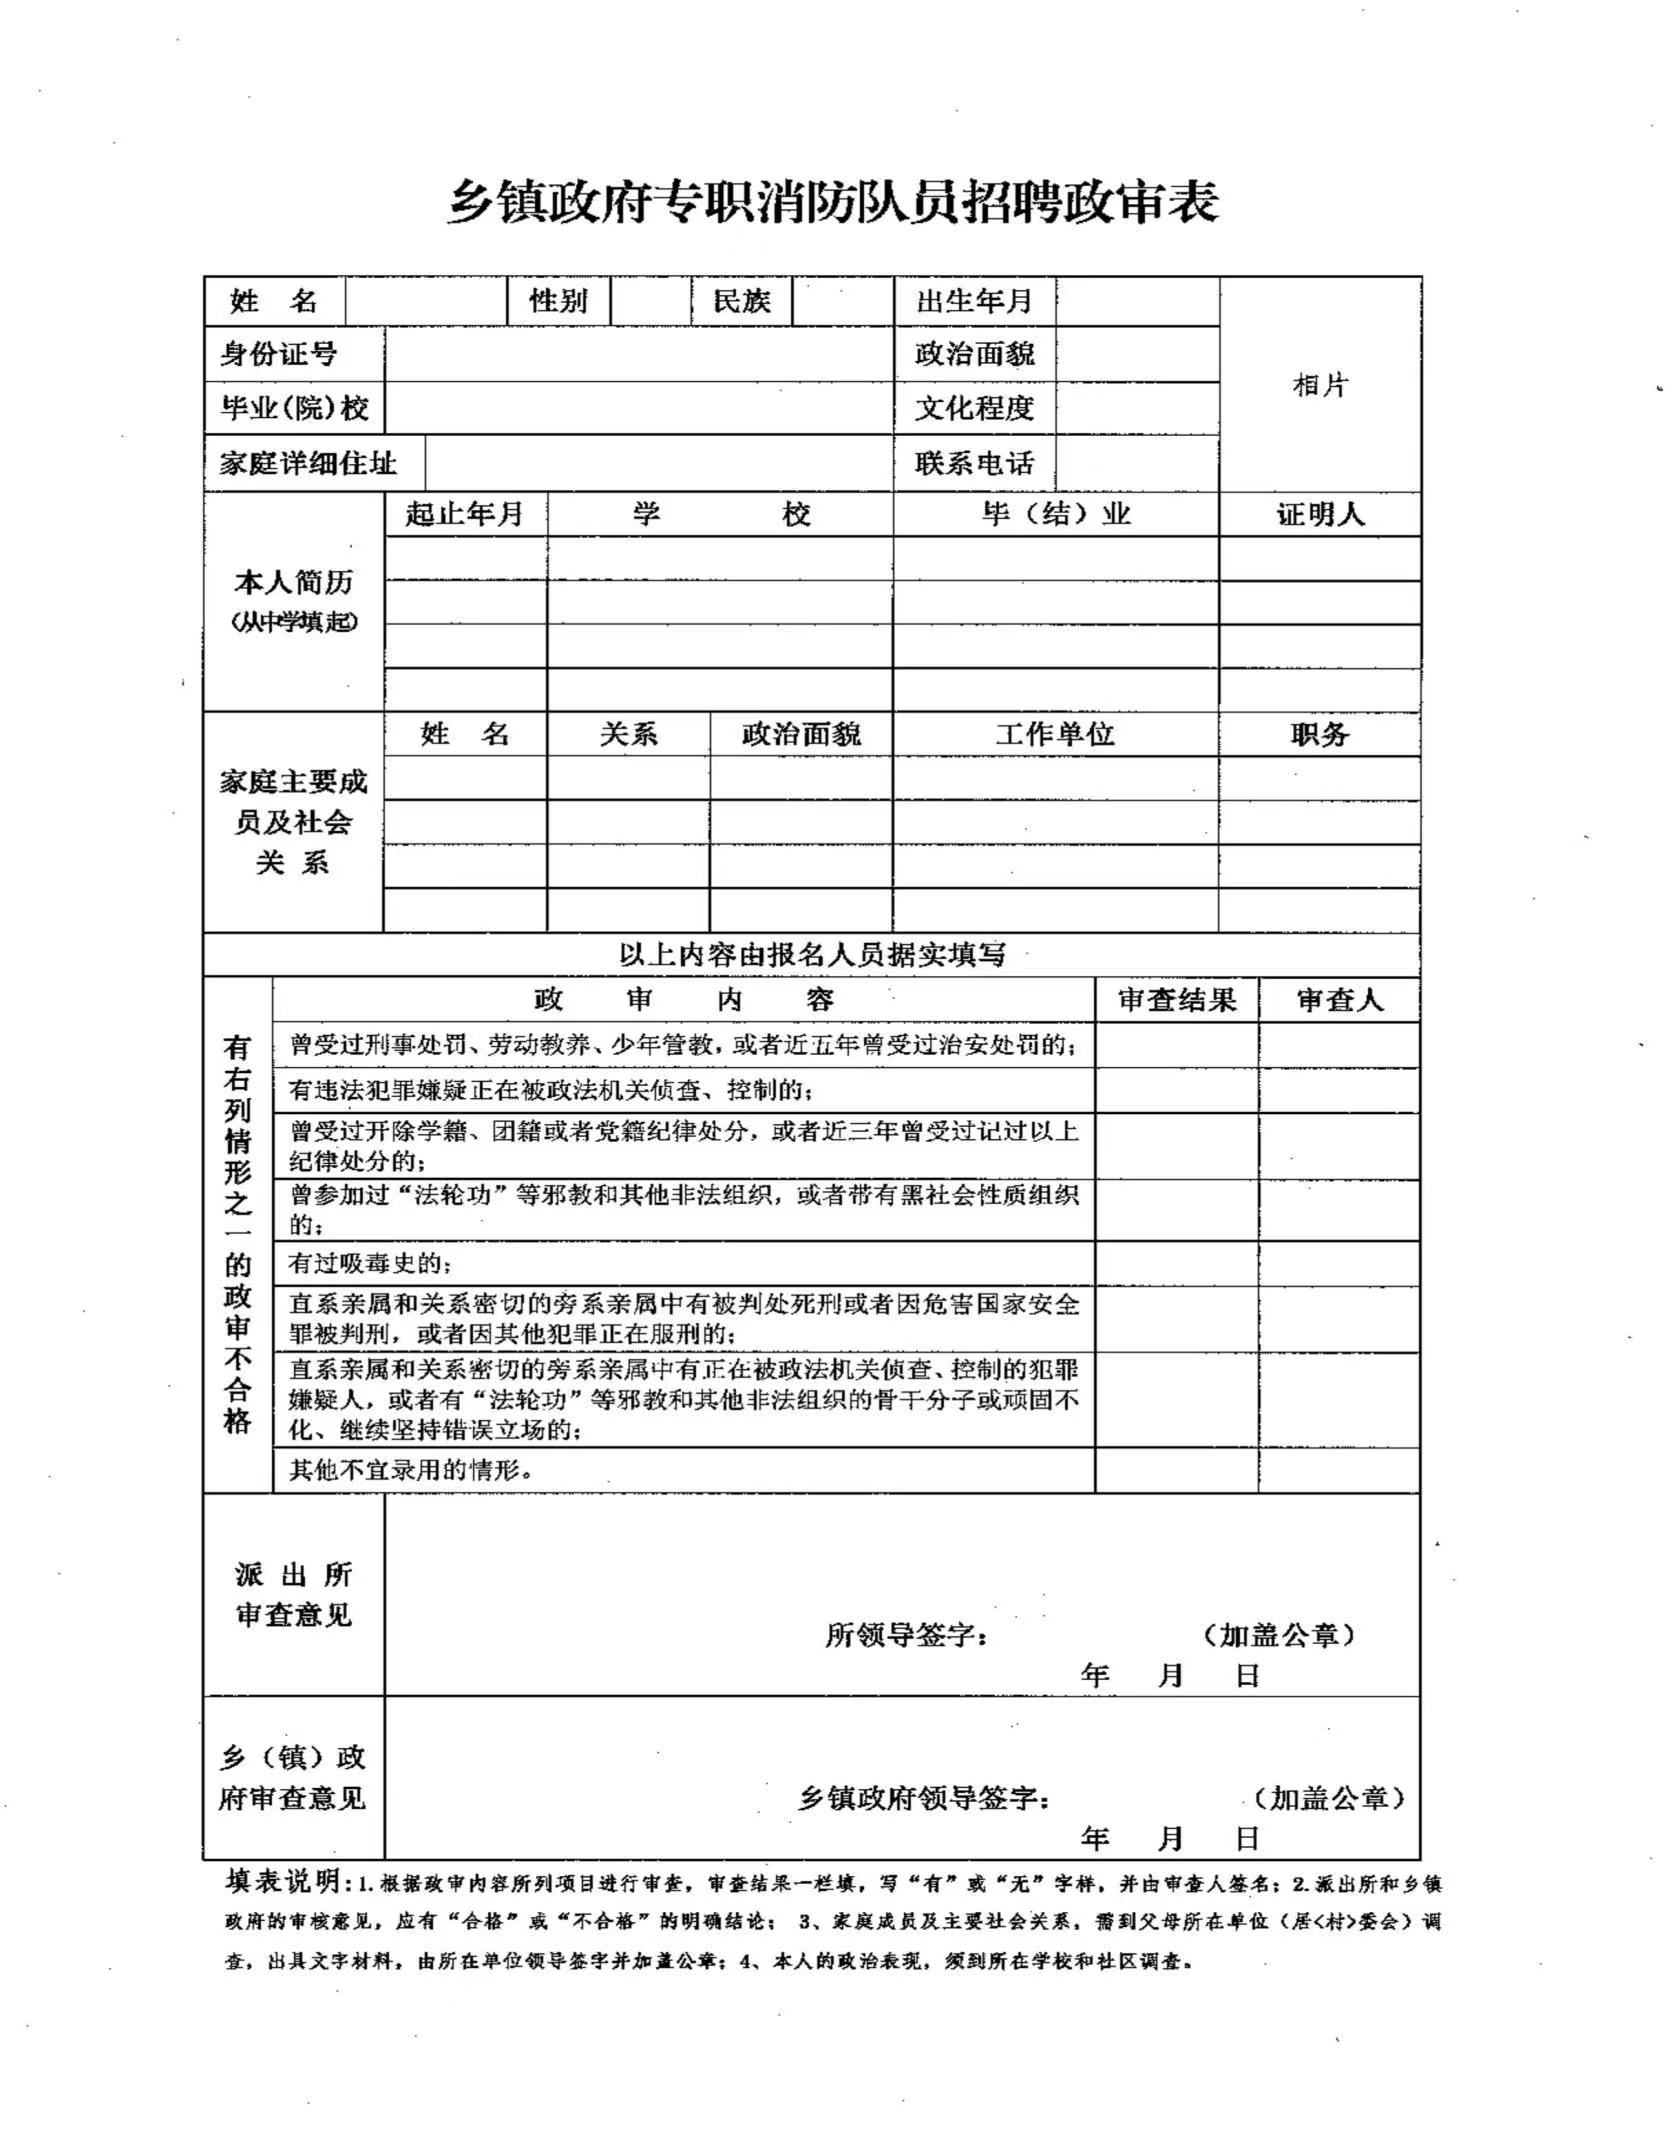 乡镇政府专职消防队员招聘政审表
姓 名 性别 民族 出生年月
相片
身份证号 政治面貌
毕业(院)校 文化程度
家庭详细住址 联系电话
本人简历
(从中学填起)
起止年月 学 校 毕（结）业 证明人
家庭主要成
员及社会
关 系
姓 名 关系 政治面貌 工作单位 职务
以上内容由报名人员据实填写
有右列情形之一的政审不合格
政 审 内 容 审查结果 审查人
曾受过刑事处罚、劳动教养、少年管教，或者近五年曾受过治安处罚的；
有违法犯罪嫌疑正在被政法机关侦查、控制的；
曾受过开除学籍、团籍或者党籍纪律处分，或者近三年曾受过记过以上
纪律处分的；
曾参加过“法轮功”等邪教和其他非法组织，或者带有黑社会性质组织
的；
有过吸毒史的；
直系亲属和关系密切的旁系亲属中有被判处死刑或者因危害国家安全
罪被判刑，或者因其他犯罪正在服刑的；
直系亲属和关系密切的旁系亲属中有正在被政法机关侦查、控制的犯罪
嫌疑人，或者有“法轮功”等邪教和其他非法组织的骨干分子或顽固不
化、继续坚持错误立场的；
其他不宜录用的情形。
派 出 所
审查意见
所领导签字： （加盖公章）
年 月 日
乡（镇）政
府审查意见
乡镇政府领导签字： （加盖公章）
年 月 日
填表说明：1.根据政审内容所列项目进行审查，审查结果一栏填，写“有”或“无”字样，并由审查人签名；2.派出所和乡镇
政府的审核意见，应有“合格”或“不合格”的明确结论； 3、家庭成员及主要社会关系，需到父母所在单位（居<村>委会）调
查，出具文字材料，由所在单位领导签字并加盖公章；4、本人的政治表现，须到所在学校和社区调查。